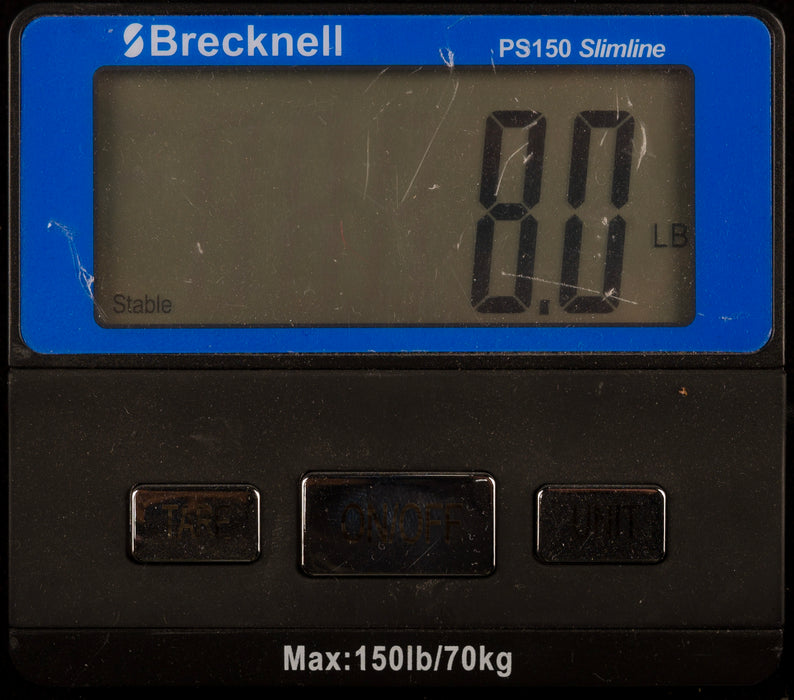 Brecknell
PS150 Slimline
8.0
LB
Stable
TARE
ON/OFF
UNIT
Max:150lb/70kg